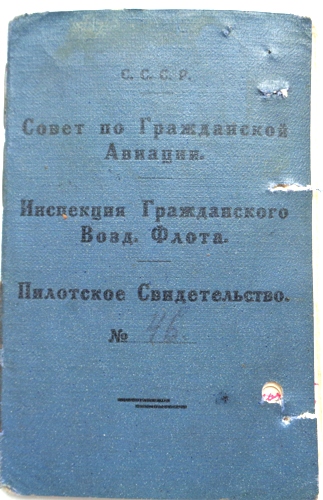 С. С. С. Р.
Совет по Гражданской
Авиации.
Инспекция Гражданского
Возд. Флота.
Пилотское Свидетельство.
№ 46.